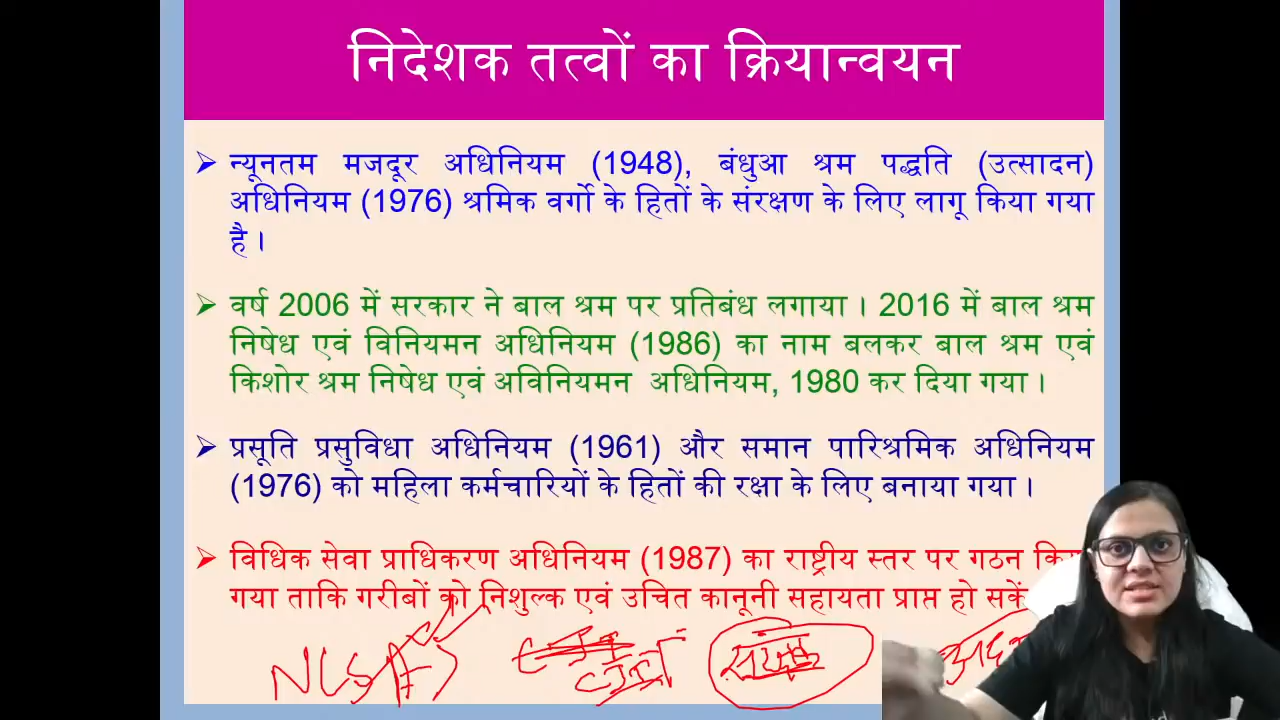 निदेशक तत्वों का क्रियान्वयन
➢ न्यूनतम मजदूर अधिनियम (1948), बंधुआ श्रम पद्धति (उत्सादन)
अधिनियम (1976) श्रमिक वर्गो के हितों के संरक्षण के लिए लागू किया गया
है।
➢ वर्ष 2006 में सरकार ने बाल श्रम पर प्रतिबंध लगाया। 2016 में बाल श्रम
निषेध एवं विनियमन अधिनियम (1986) का नाम बलकर बाल श्रम एवं
किशोर श्रम निषेध एवं अविनियमन अधिनियम, 1980 कर दिया गया।
➢ प्रसूति प्रसुविधा अधिनियम (1961) और समान पारिश्रमिक अधिनियम
(1976) को महिला कर्मचारियों के हितों की रक्षा के लिए बनाया गया।
➢ विधिक सेवा प्राधिकरण अधिनियम (1987) का राष्ट्रीय स्तर पर गठन
गया ताकि गरीबों को निशुल्क एवं उचित कानूनी सहायता प्राप्त हो सकें